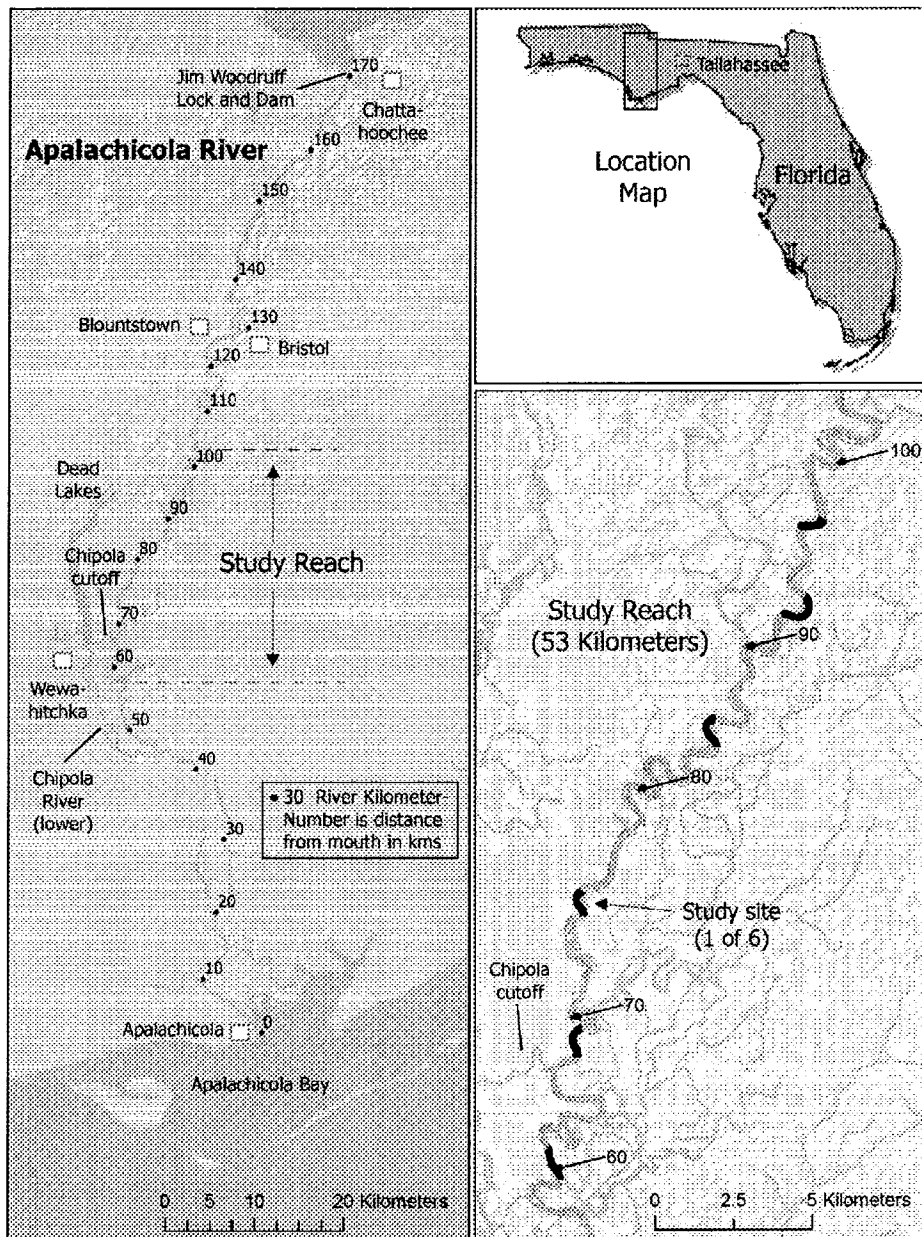 Jim Woodruff
Lock and Dam
170
Chatta-
hoochee
Apalachicola River
160
150
140
Blountstown
130
Bristol
120
110
100
Dead
Lakes
90
Chipola
cutoff
80
Study Reach
70
60
Wewa-
hitchka
50
Chipola
River
(lower)
40
30 River Kilometer-
Number is distance
from mouth in kms
30
20
10
Apalachicola
0
Apalachicola Bay
0 5 10 20 Kilometers
Tallahassee
Location
Map
Florida
100
Study Reach
(53 Kilometers)
90
80
Study site
(1 of 6)
Chipola
cutoff
70
60
0 2.5 5 Kilometers